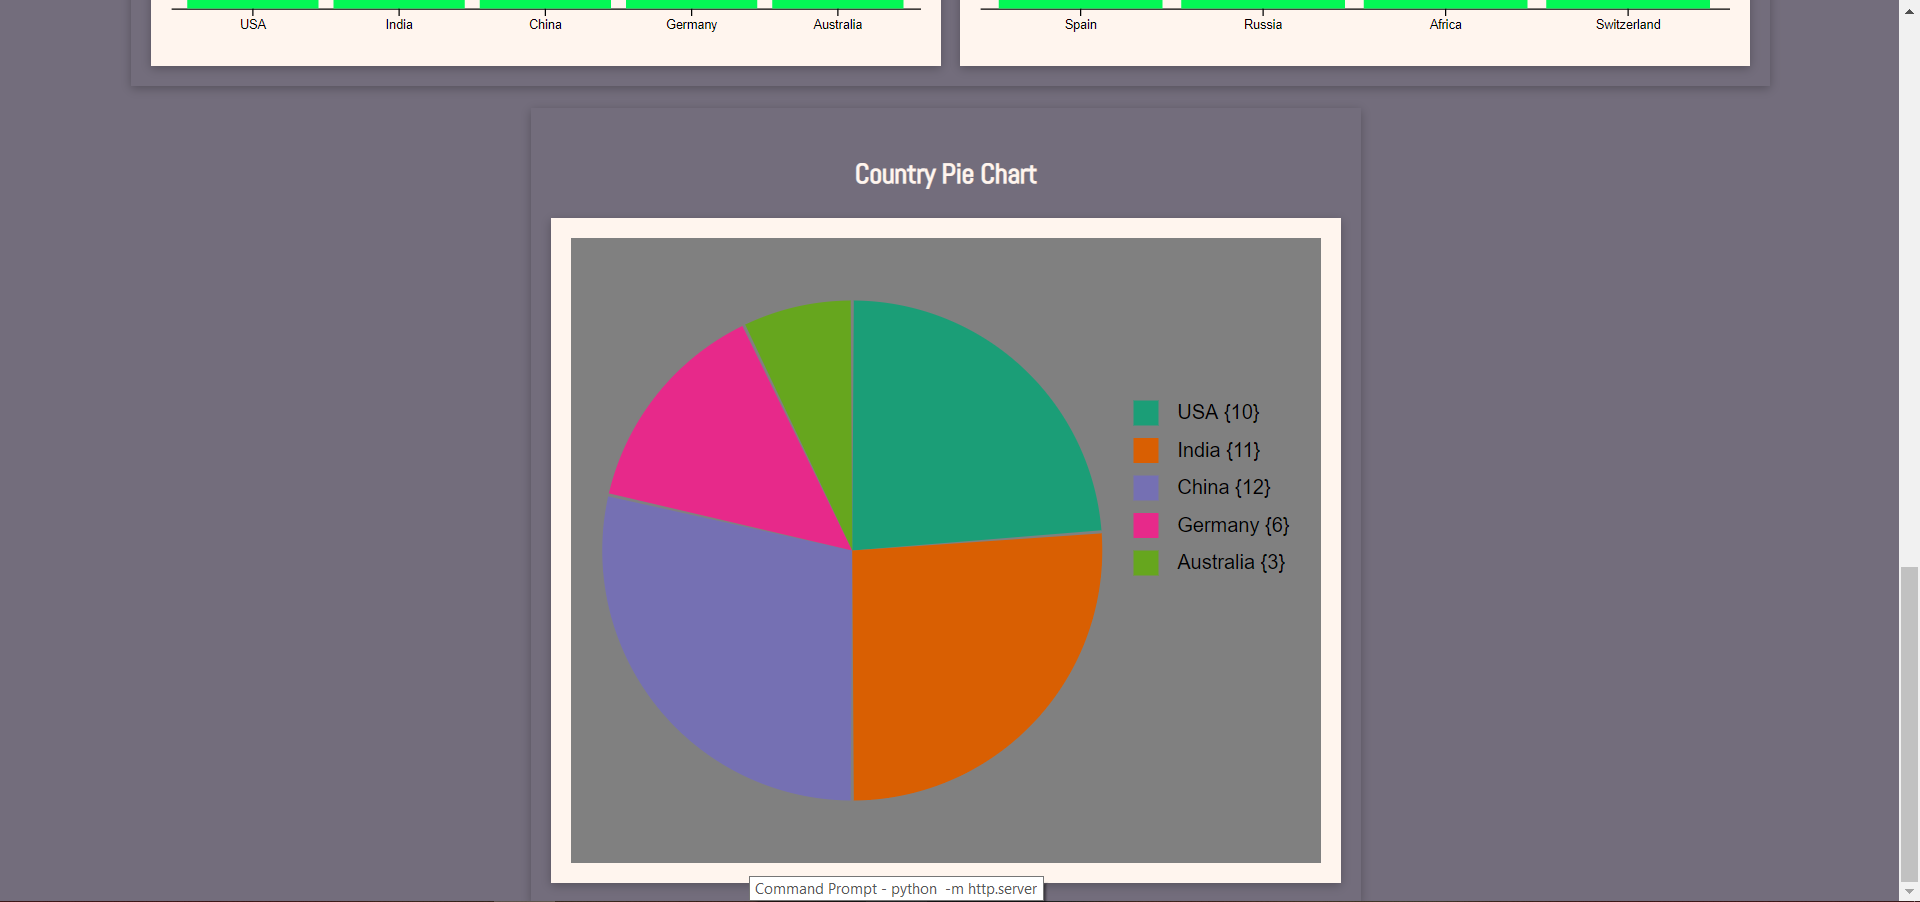 USA India China Germany Australia
Spain Russia Africa Switzerland
Country Pie Chart
USA {10}
India {11}
China {12}
Germany {6}
Australia {3}
Command Prompt - python  -m http.server